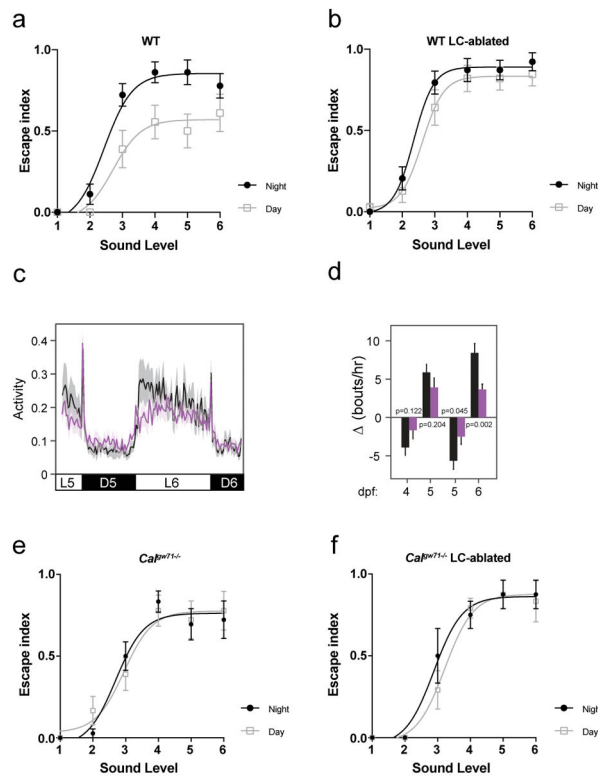 a
WT
1.0
0.5
0.0
Escape index
1 2 3 4 5 6
Sound Level
Night
Day
b
WT LC-ablated
1.0
0.5
0.0
Escape index
1 2 3 4 5 6
Sound Level
Night
Day
c
0.4
0.3
0.2
0.1
0
Activity
L5 D5 L6 D6
d
10
5
0
-5
Δ (bouts/hr)
p=0.122 p=0.045
p=0.204 p=0.002
dpf: 4 5 5 6
e
Calgw71-/-
1.0
0.5
0.0
Escape index
1 2 3 4 5 6
Sound Level
Night
Day
f
Calgw71-/- LC-ablated
1.0
0.5
0.0
Escape index
1 2 3 4 5 6
Sound Level
Night
Day